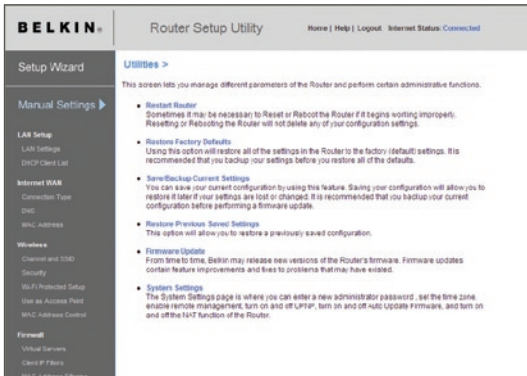 BELKIN®
Router Setup Utility
Home | Help | Logout Internet Status: Connected
Setup Wizard
Manual Settings
LAN Setup
LAN Settings
DHCP Client List
Internet WAN
Connection Type
DNS
MAC Address
Wireless
Channel and SSID
Security
Wi-Fi Protected Setup
Use as Access Point
MAC Address Control
Firewall
Virtual Servers
Client IP Filters
MAC Address Filtering
Utilities >
This screen lets you manage different parameters of the Router and perform certain administrative functions.
• Restart Router
Sometimes it may be necessary to Reset or Reboot the Router if it begins working improperly.
Resetting or Rebooting the Router will not delete any of your configuration settings.
• Restore Factory Defaults
Using this option will restore all of the settings in the Router to the factory (default) settings. It is
recommended that you backup your settings before you restore all of the defaults.
• Save/Backup Current Settings
You can save your current configuration by using this feature. Saving your configuration will allow you to
restore it later if your settings are lost or changed. It is recommended that you backup your current
configuration before performing a firmware update.
• Restore Previous Saved Settings
This option will allow you to restore a previously saved configuration.
• Firmware Update
From time to time, Belkin may release new versions of the Router's firmware. Firmware updates
contain feature improvements and fixes to problems that may have existed.
• System Settings
The System Settings page is where you can enter a new administrator password , set the time zone,
enable remote management, turn on and off UPNP, turn on and off Auto Update Firmware, and turn on
and off the NAT function of the Router.